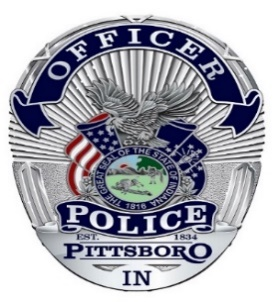 OFFICER
THE GREAT SEAL OF THE STATE OF INDIANA
1816
POLICE
EST. 1834
PITTSBORO
IN